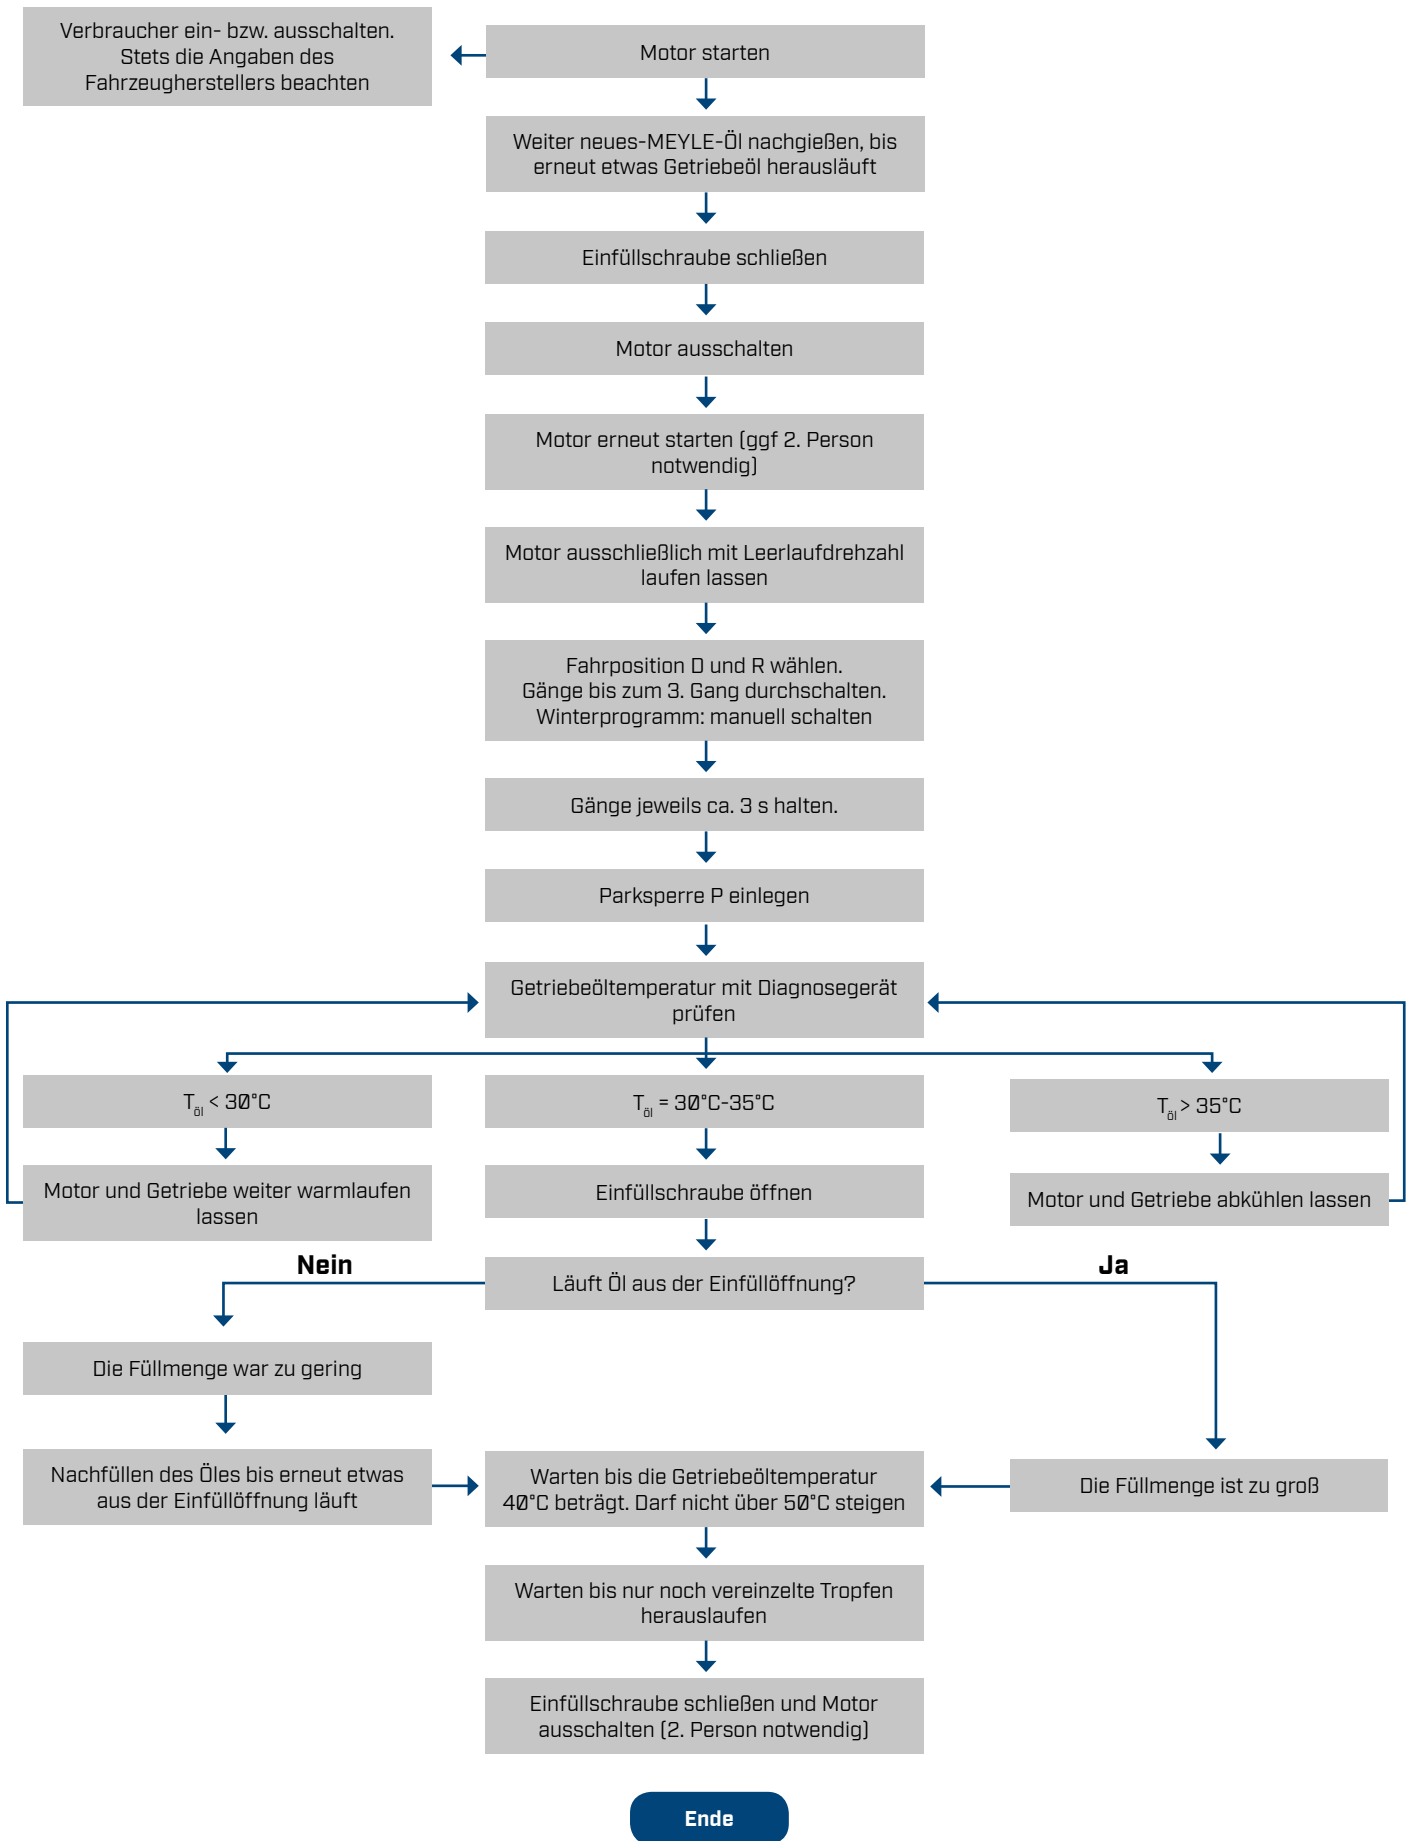 Verbraucher ein- bzw. ausschalten.
Stets die Angaben des
Fahrzeugherstellers beachten
Motor starten
Weiter neues-MEYLE-Öl nachgießen, bis
erneut etwas Getriebeöl herausläuft
Einfüllschraube schließen
Motor ausschalten
Motor erneut starten (ggf 2. Person
notwendig)
Motor ausschließlich mit Leerlaufdrehzahl
laufen lassen
Fahrposition D und R wählen.
Gänge bis zum 3. Gang durchschalten.
Winterprogramm: manuell schalten
Gänge jeweils ca. 3 s halten.
Parksperre P einlegen
Getriebeöltemperatur mit Diagnosegerät
prüfen
Töl < 30°C
Töl = 30°C-35°C
Töl > 35°C
Motor und Getriebe weiter warmlaufen
lassen
Einfüllschraube öffnen
Motor und Getriebe abkühlen lassen
Nein
Läuft Öl aus der Einfüllöffnung?
Ja
Die Füllmenge war zu gering
Nachfüllen des Öles bis erneut etwas
aus der Einfüllöffnung läuft
Warten bis die Getriebeöltemperatur
40°C beträgt. Darf nicht über 50°C steigen
Die Füllmenge ist zu groß
Warten bis nur noch vereinzelte Tropfen
herauslaufen
Einfüllschraube schließen und Motor
ausschalten (2. Person notwendig)
Ende